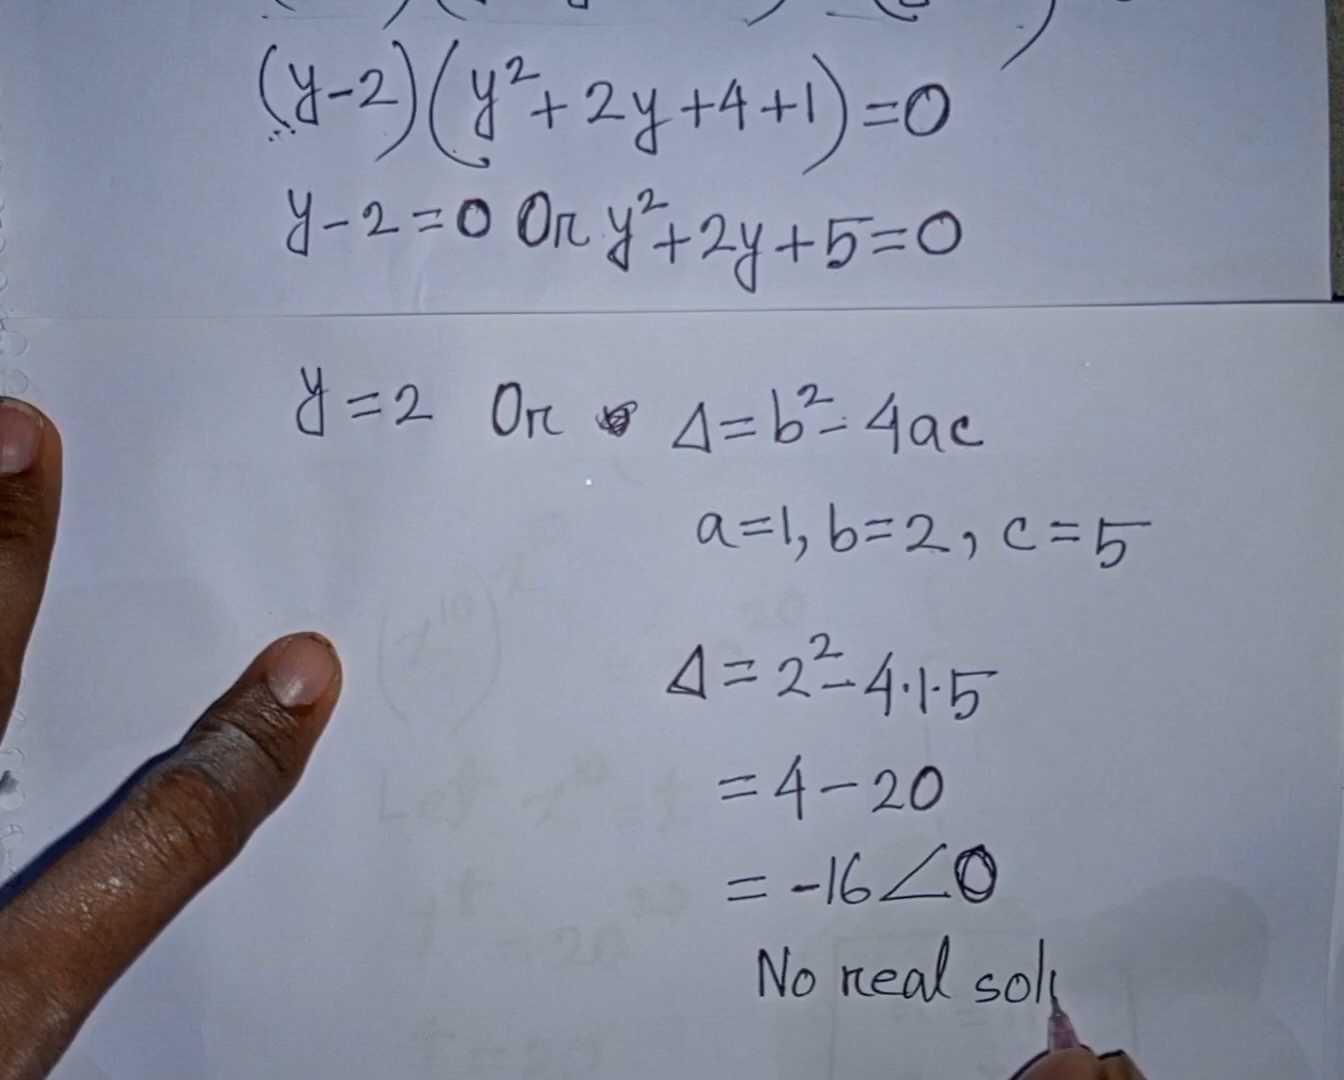 (y-2)(y²+2y+4+1)=0
y-2=0 Or y²+2y+5=0
y=2 Or Δ=b²-4ac
a=1, b=2, c=5
Δ=2²-4·1·5
=4-20
=-16<0
No real solu